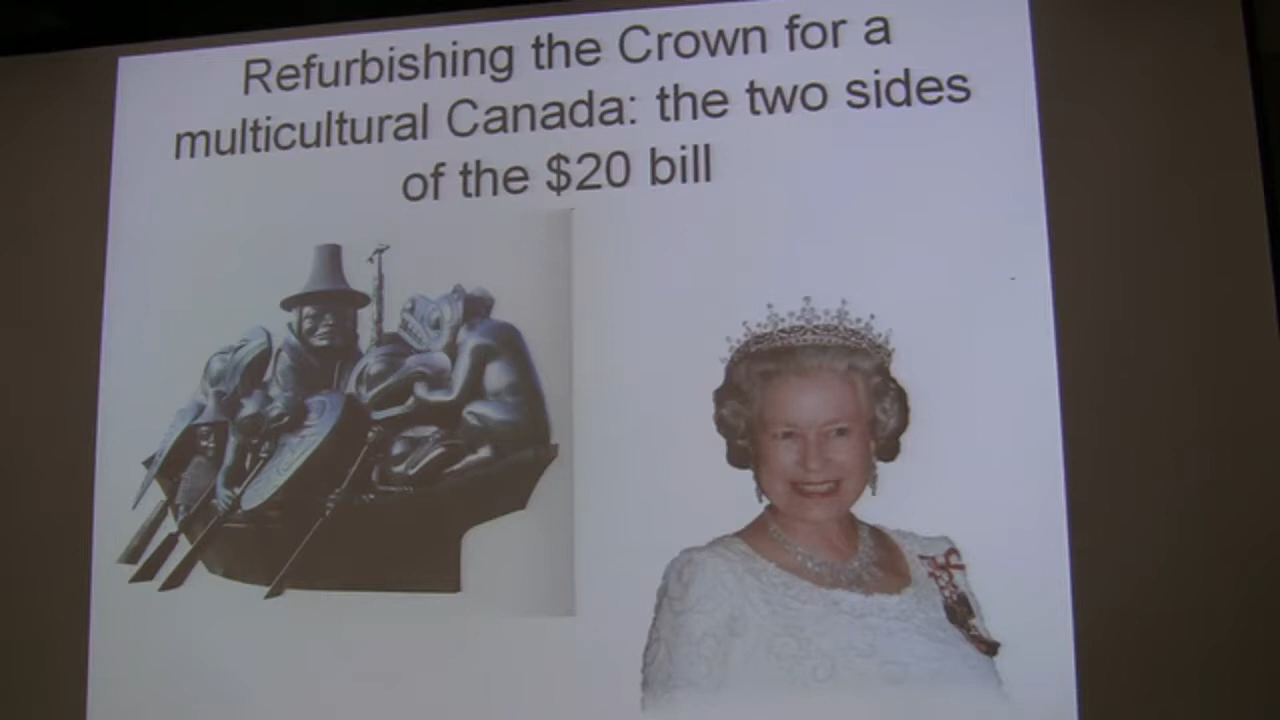 Refurbishing the Crown for a
multicultural Canada: the two sides
of the $20 bill